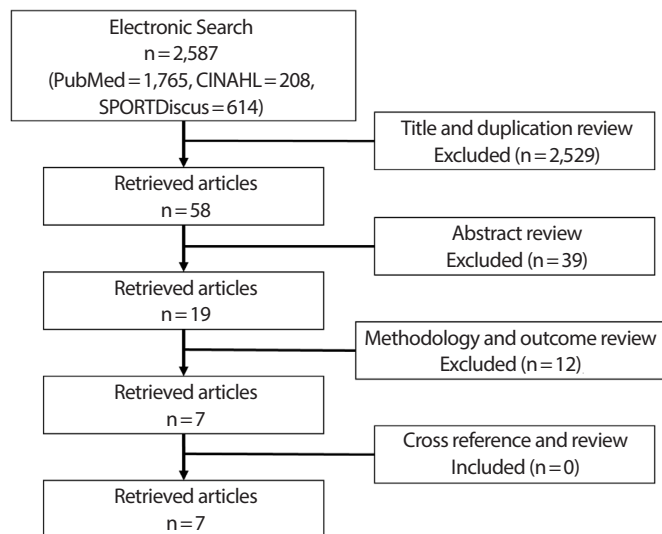 Electronic Search
n=2,587
(PubMed=1,765, CINAHL=208,
SPORTDiscus=614)
Title and duplication review
Excluded (n=2,529)
Retrieved articles
n=58
Abstract review
Excluded (n=39)
Retrieved articles
n=19
Methodology and outcome review
Excluded (n=12)
Retrieved articles
n=7
Cross reference and review
Included (n=0)
Retrieved articles
n=7